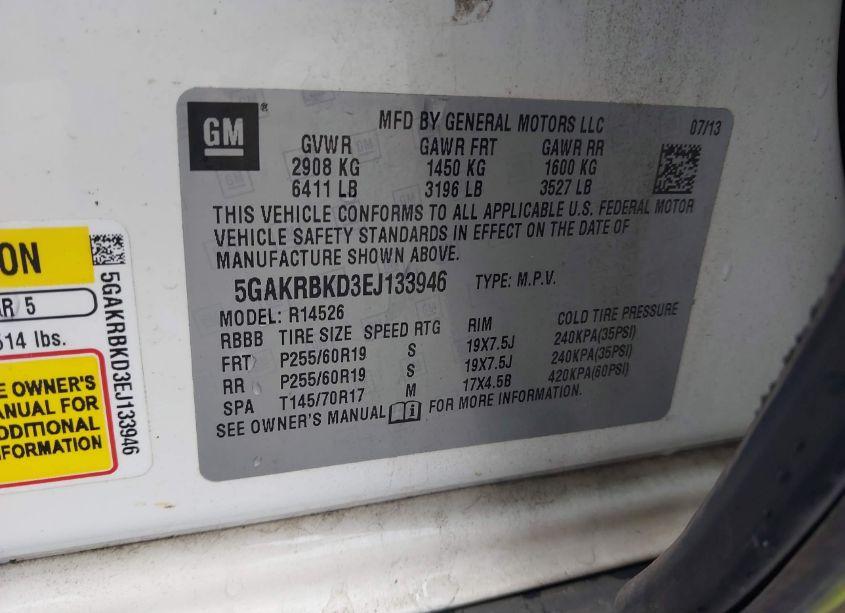 GM ®
MFD BY GENERAL MOTORS LLC 07/13
GVWR GAWR FRT GAWR RR
2908 KG 1450 KG 1600 KG
6411 LB 3196 LB 3527 LB
THIS VEHICLE CONFORMS TO ALL APPLICABLE U.S. FEDERAL MOTOR
VEHICLE SAFETY STANDARDS IN EFFECT ON THE DATE OF
MANUFACTURE SHOWN ABOVE.
5GAKRBKD3EJ133946 TYPE: M.P.V.
MODEL: R14526
RBBB TIRE SIZE SPEED RTG RIM COLD TIRE PRESSURE
FRT P255/60R19 S 19X7.5J 240KPA(35PSI)
RR P255/60R19 S 19X7.5J 240KPA(35PSI)
SPA T145/70R17 M 17X4.5B 420KPA(60PSI)
SEE OWNER'S MANUAL FOR MORE INFORMATION.
ON
AR 5
514 lbs.
E OWNER'S
ANUAL FOR
DDITIONAL
NFORMATION
5GAKRBKD3EJ133946